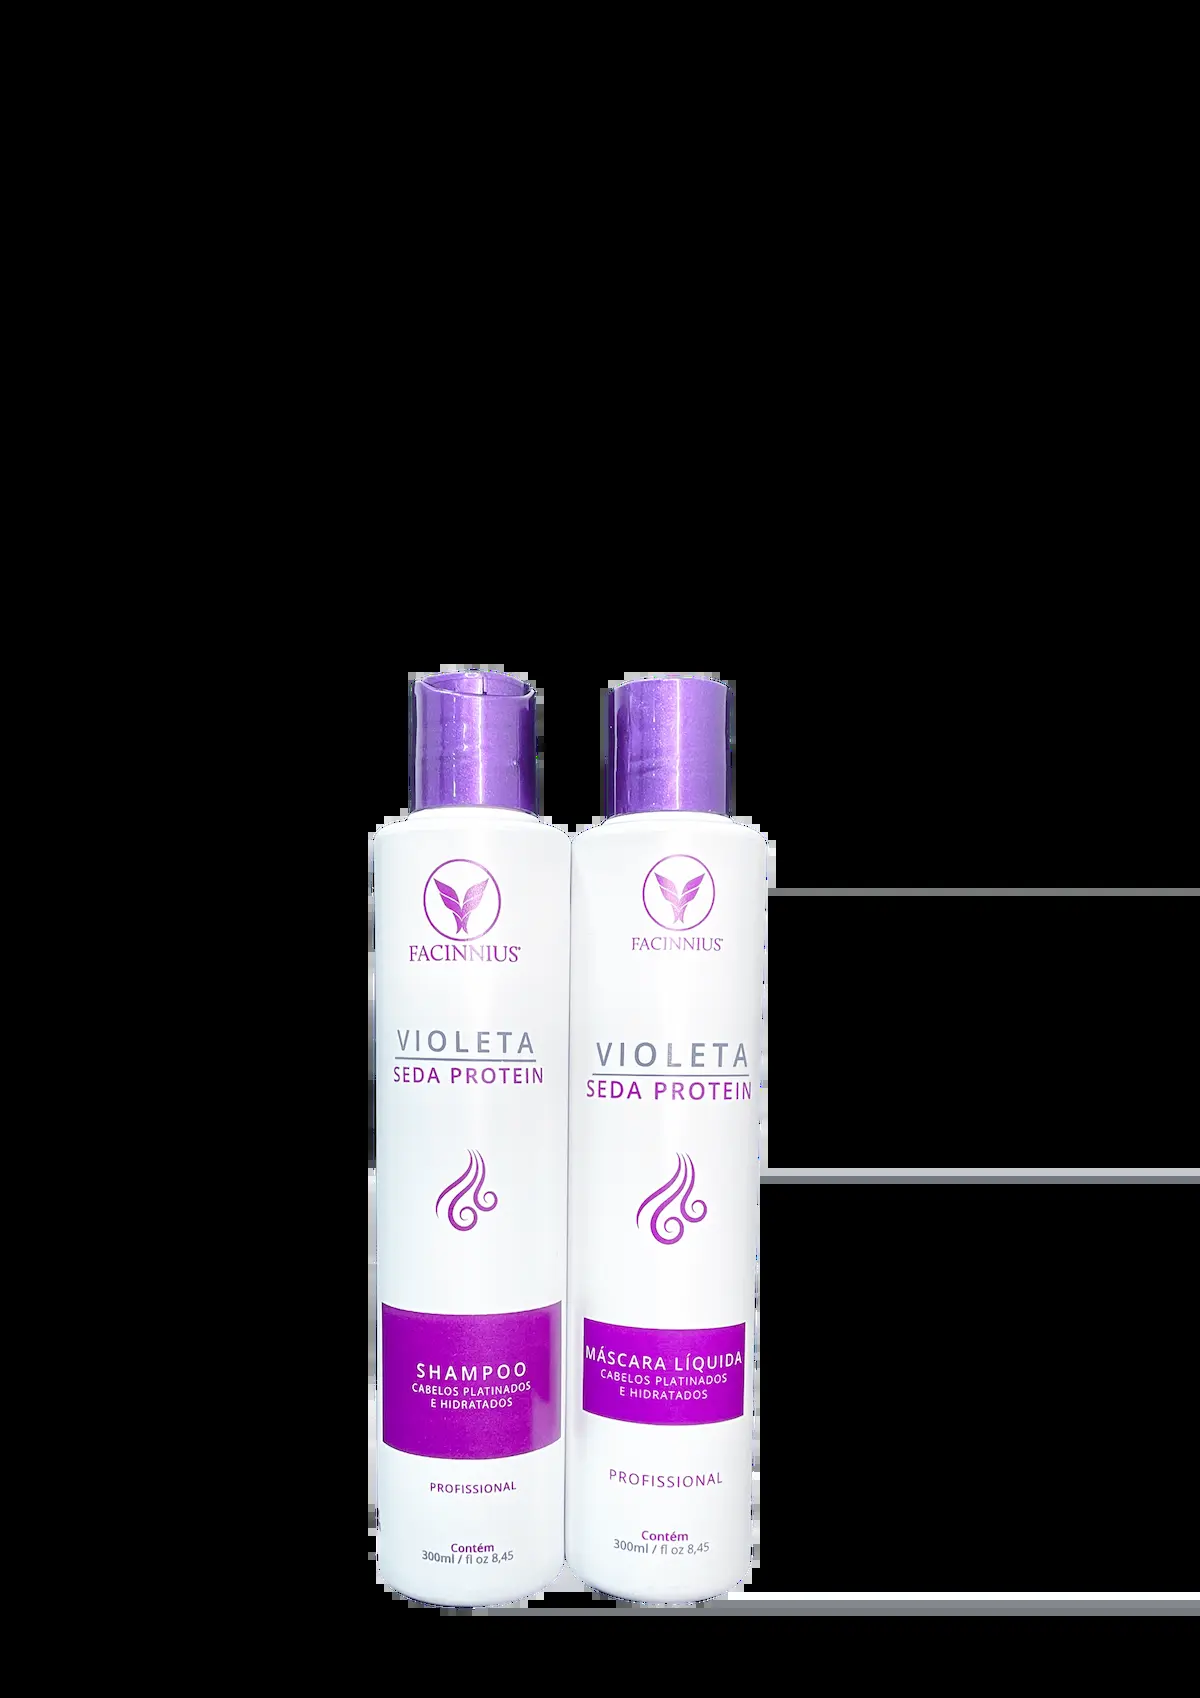 FACINNIUS
VIOLETA
SEDA PROTEIN
SHAMPOO
CABELOS PLATINADOS
E HIDRATADOS
PROFISSIONAL
Contém
300ml / fl oz 8,45
FACINNIUS
VIOLETA
SEDA PROTEIN
MÁSCARA LÍQUIDA
CABELOS PLATINADOS
E HIDRATADOS
PROFISSIONAL
Contém
300ml / fl oz 8,45